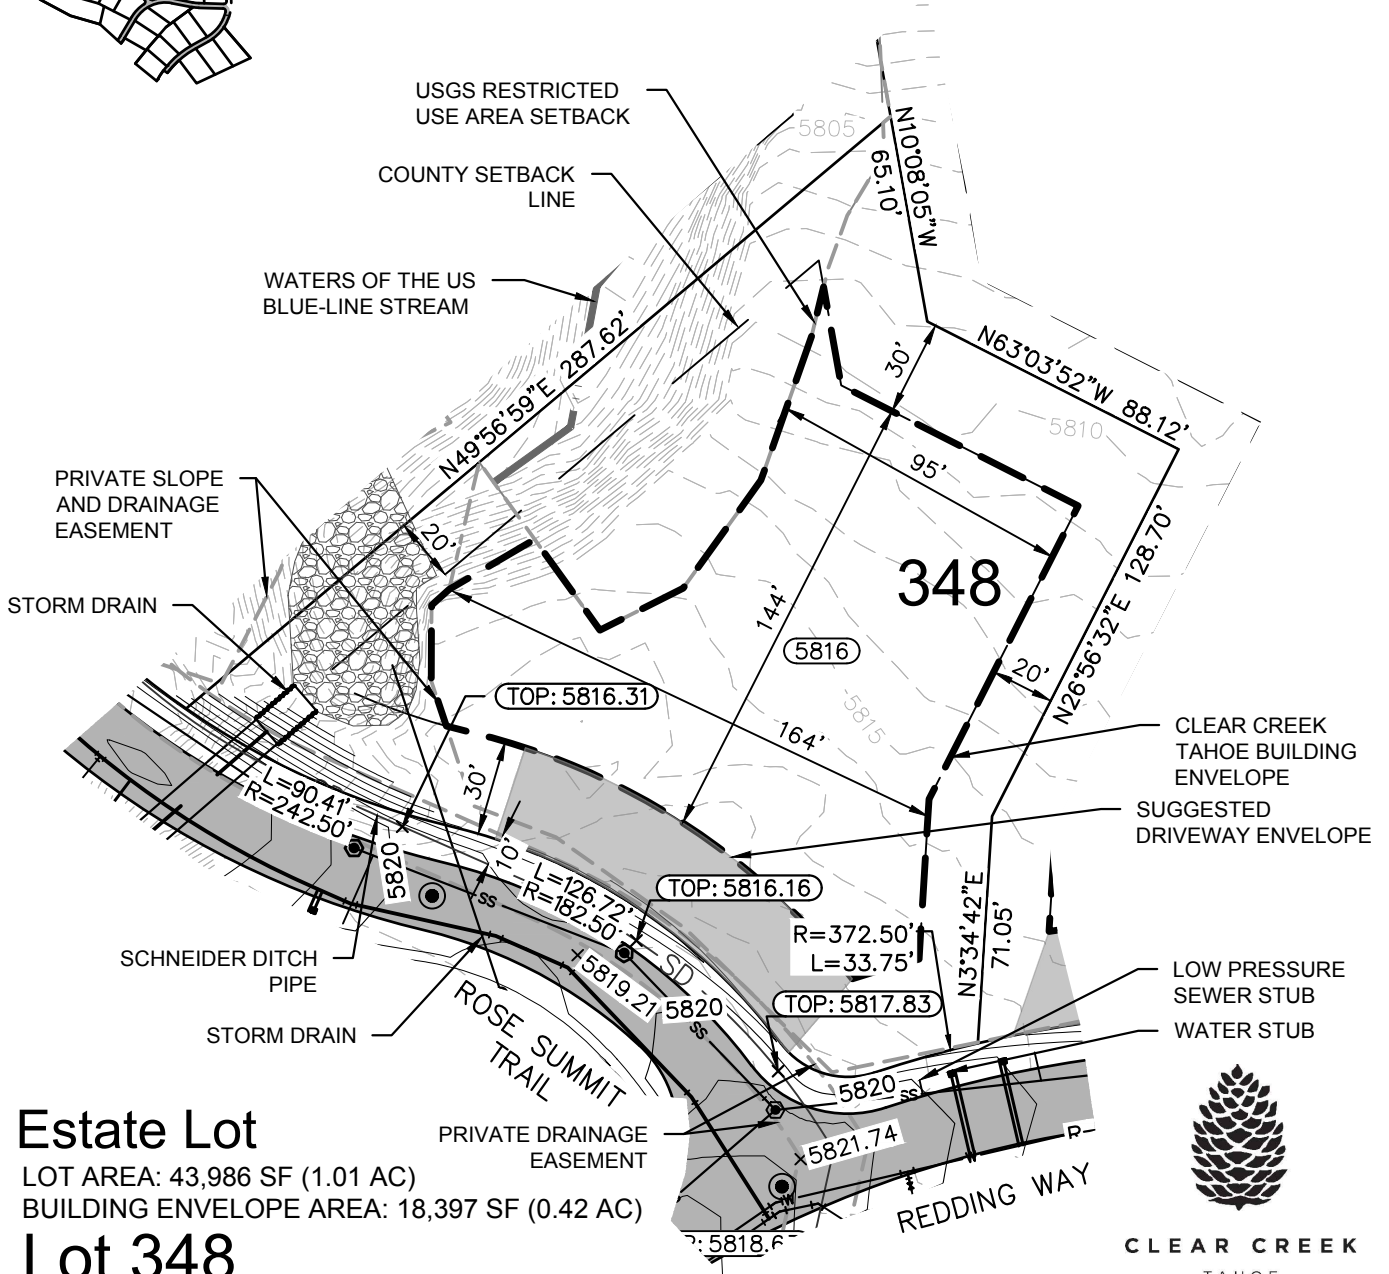 USGS RESTRICTED
USE AREA SETBACK
COUNTY SETBACK
LINE
WATERS OF THE US
BLUE-LINE STREAM
5805
N10°08'05"W
65.10'
N49°56'59"E 287.62'
N63°03'52"W 88.12'
30'
5810
95'
PRIVATE SLOPE
AND DRAINAGE
EASEMENT
20'
STORM DRAIN
348
144'
5816
N26°56'32"E 128.70'
20'
TOP: 5816.31
5815
164'
CLEAR CREEK
TAHOE BUILDING
ENVELOPE
30'
L=90.41'
R=242.50'
SUGGESTED
DRIVEWAY ENVELOPE
5820
10'
L=126.72'
R=182.50'
SS
TOP: 5816.16
N3°34'42"E
71.05'
R=372.50'
L=33.75'
SCHNEIDER DITCH
PIPE
5819.21
SD
5820
SS
TOP: 5817.83
LOW PRESSURE
SEWER STUB
WATER STUB
STORM DRAIN
ROSE SUMMIT
TRAIL
5820
SS
PRIVATE DRAINAGE
EASEMENT
5821.74
R=
REDDING WAY
W
P: 5818.6
Estate Lot
LOT AREA: 43,986 SF (1.01 AC)
BUILDING ENVELOPE AREA: 18,397 SF (0.42 AC)
Lot 348
CLEAR CREEK
TAHOE